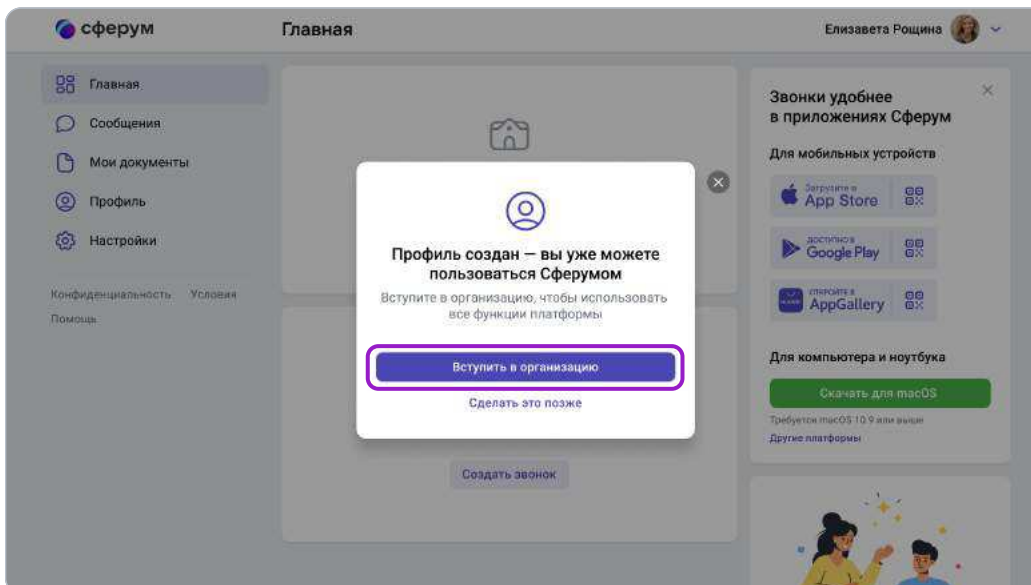 сферум
Главная
Елизавета Рощина
Главная
Сообщения
Мои документы
Профиль
Настройки
Конфиденциальность Условия
Помощь
Профиль создан — вы уже можете
пользоваться Сферумом
Вступите в организацию, чтобы использовать
все функции платформы
Вступить в организацию
Сделать это позже
Создать звонок
Звонки удобнее
в приложениях Сферум
Для мобильных устройств
Загрузите в
App Store
ДОСТУПНО В
Google Play
ОТКРОЙТЕ В
AppGallery
Для компьютера и ноутбука
Скачать для macOS
Требуется macOS 10.9 или выше
Другие платформы